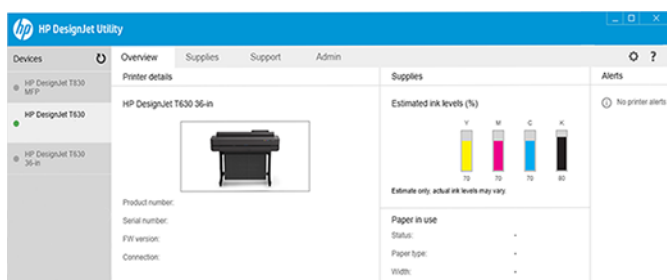 hp HP DesignJet Utility
Devices
Overview Supplies Support Admin
?
HP DesignJet T830
MFP
HP DesignJet T630
HP DesignJet T630
36-in
Printer details
HP DesignJet T630 36-in
Product number:
Serial number:
FW version:
Connection:
Supplies
Estimated ink levels (%)
Y M C K
70 70 70 80
Estimate only, actual ink levels may vary.
Paper in use
Status: -
Paper type: -
Width: -
Alerts
No printer alerts